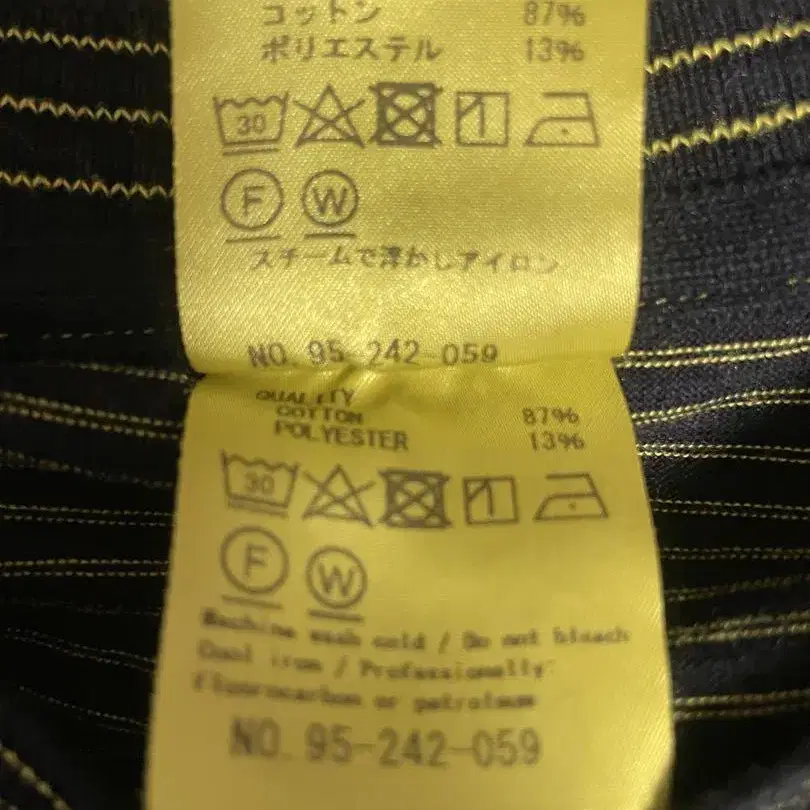 コットン 87%
ポリエステル 13%
30
F W
スチームで浮かしアイロン
NO. 95-242-059
QUALITY
COTTON 87%
POLYESTER 13%
30
F W
Machine wash cold / Do not bleach
Cool iron / Professionally
Fluorocarbon or petroleum
NO. 95-242-059